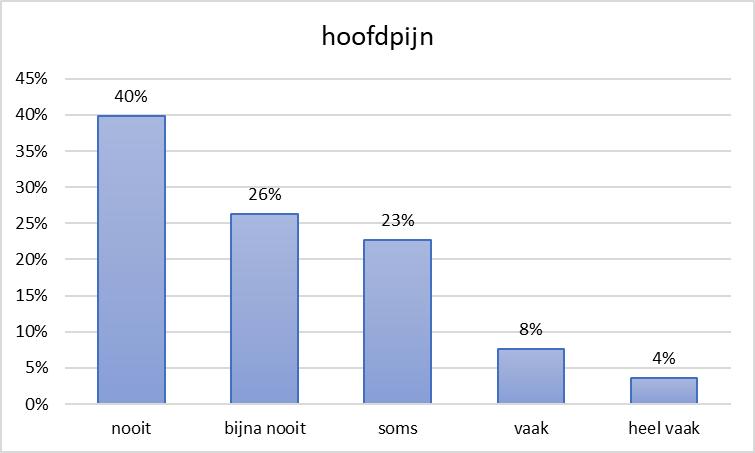 hoofdpijn
45%
40%
35%
30%
25%
20%
15%
10%
5%
0%
40%
26%
23%
8%
4%
nooit
bijna nooit
soms
vaak
heel vaak